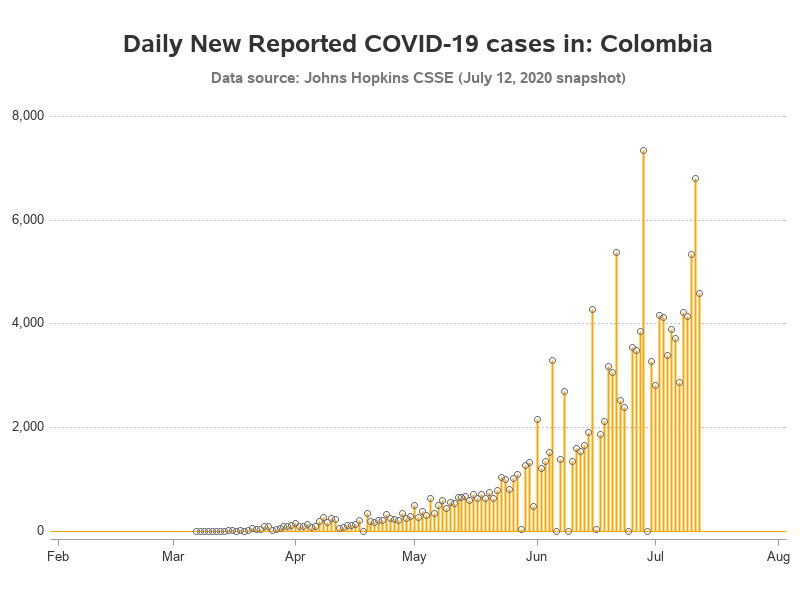 Daily New Reported COVID-19 cases in: Colombia
Data source: Johns Hopkins CSSE (July 12, 2020 snapshot)
8,000
6,000
4,000
2,000
0
Feb Mar Apr May Jun Jul Aug